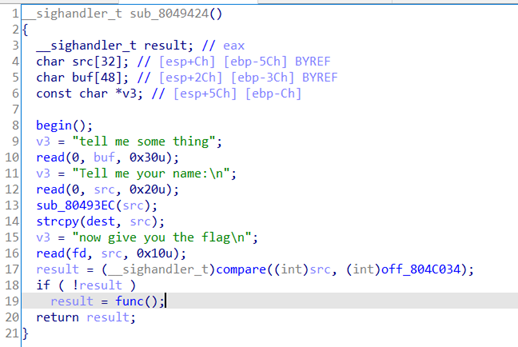 1 __sighandler_t sub_8049424()
2 {
3 __sighandler_t result; // eax
4 char src[32]; // [esp+Ch] [ebp-5Ch] BYREF
5 char buf[48]; // [esp+2Ch] [ebp-3Ch] BYREF
6 const char *v3; // [esp+5Ch] [ebp-Ch]
7
8 begin();
9 v3 = "tell me some thing";
10 read(0, buf, 0x30u);
11 v3 = "Tell me your name:\n";
12 read(0, src, 0x20u);
13 sub_80493EC(src);
14 strcpy(dest, src);
15 v3 = "now give you the flag\n";
16 read(fd, src, 0x10u);
17 result = (__sighandler_t)compare((int)src, (int)off_804C034);
18 if ( !result )
19 result = func();
20 return result;
21 }